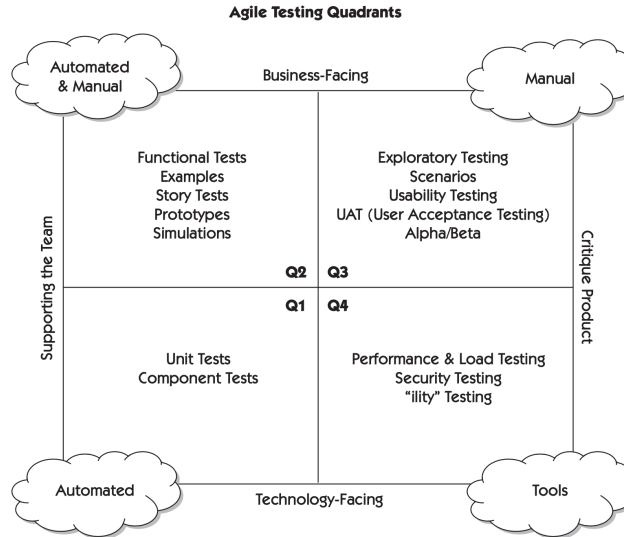 Agile Testing Quadrants
Automated
& Manual
Business-Facing
Manual
Functional Tests
Examples
Story Tests
Prototypes
Simulations
Exploratory Testing
Scenarios
Usability Testing
UAT (User Acceptance Testing)
Alpha/Beta
Supporting the Team
Critique Product
Q2
Q3
Q1
Q4
Unit Tests
Component Tests
Performance & Load Testing
Security Testing
“ility” Testing
Automated
Technology-Facing
Tools